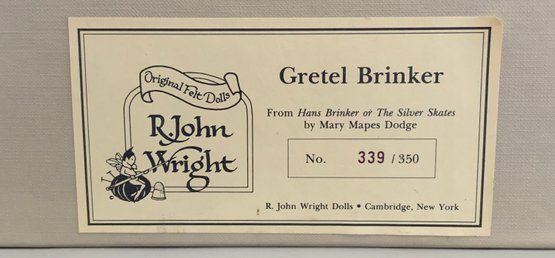 Original Felt Dolls
R. John
Wright
Gretel Brinker
From Hans Brinker or The Silver Skates
by Mary Mapes Dodge
No. 339 / 350
R. John Wright Dolls • Cambridge, New York